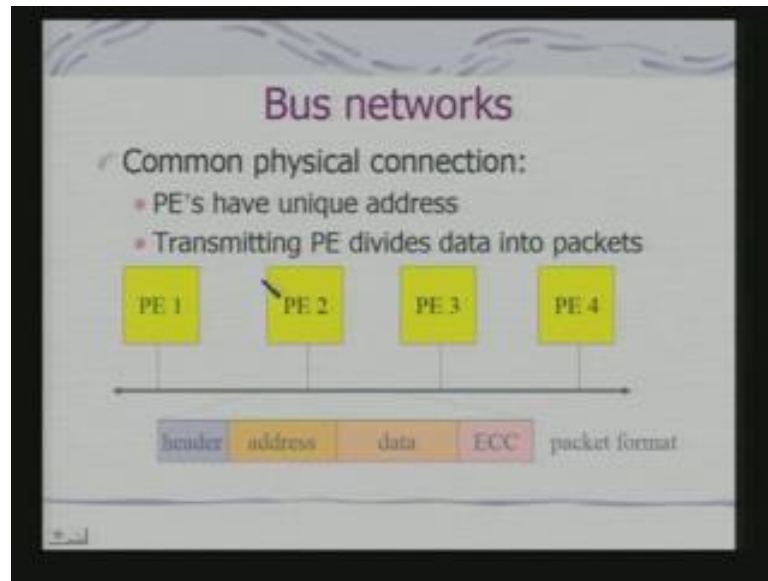 Bus networks
Common physical connection:
PE's have unique address
Transmitting PE divides data into packets
PE 1 PE 2 PE 3 PE 4
header address data ECC packet format